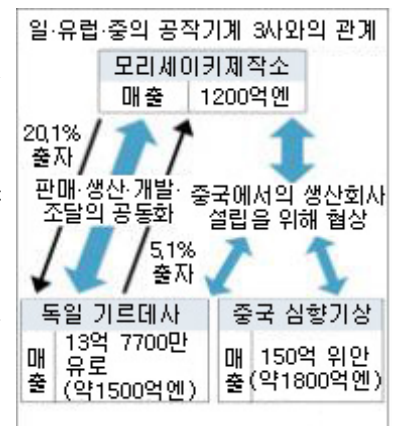 일·유럽·중의 공작기계 3사와의 관계
모리세이키제작소
매출 1200억엔
20,1%
출자
판매·생산·개발·
조달의 공동화
중국에서의 생산회사
설립을 위해 협상
5,1%
출자
독일 기르데사
매출
13억 7700만
유로
(약1500억엔)
중국 심향기상
매출
150억 위안
(약1800억엔)